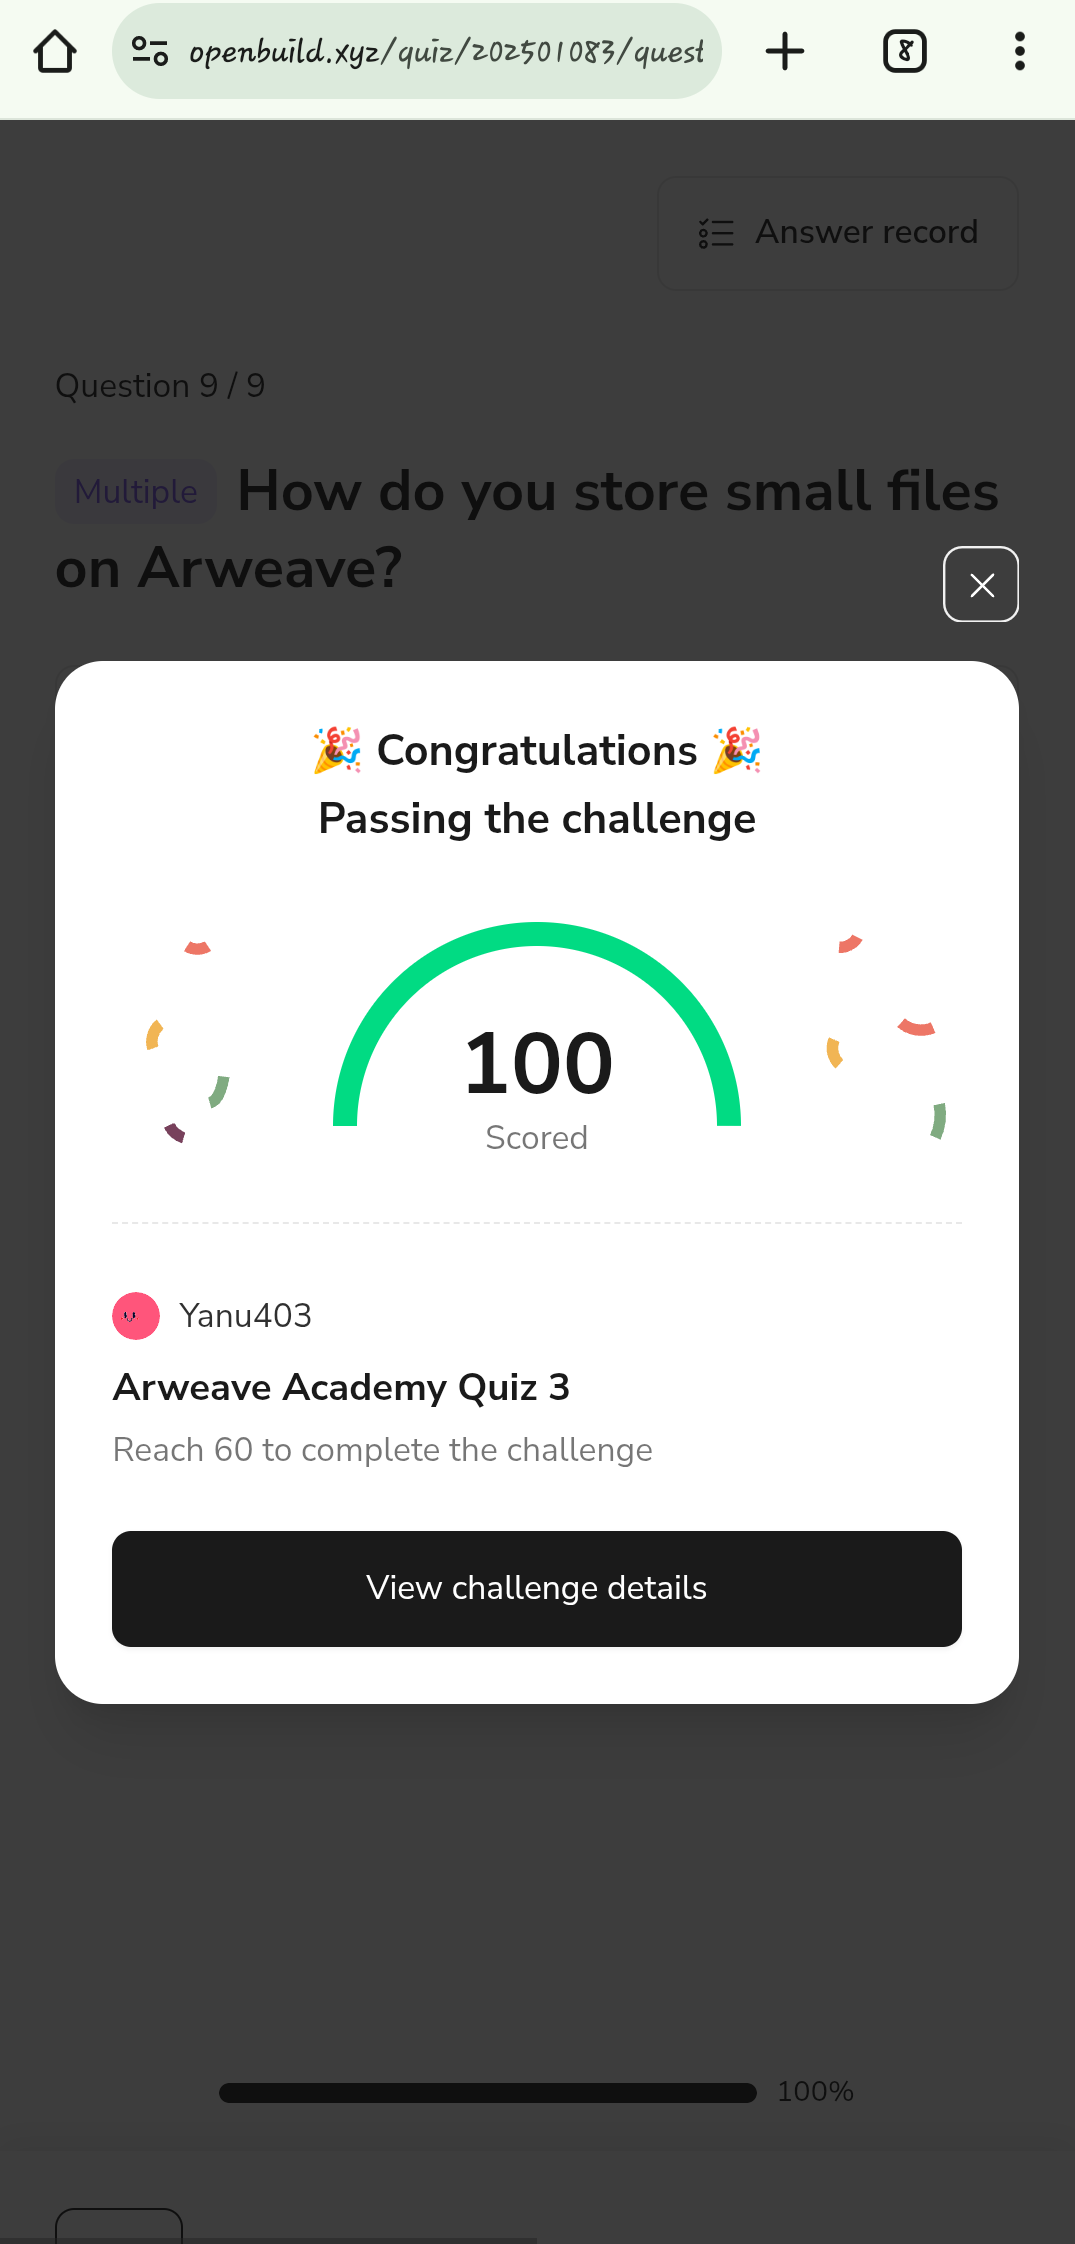 openbuild.xyz/quiz/202501083/quest
8
Answer record
Question 9 / 9
Multiple How do you store small files
on Arweave?
🎉 Congratulations 🎉
Passing the challenge
100
Scored
Yanu403
Arweave Academy Quiz 3
Reach 60 to complete the challenge
View challenge details
100%